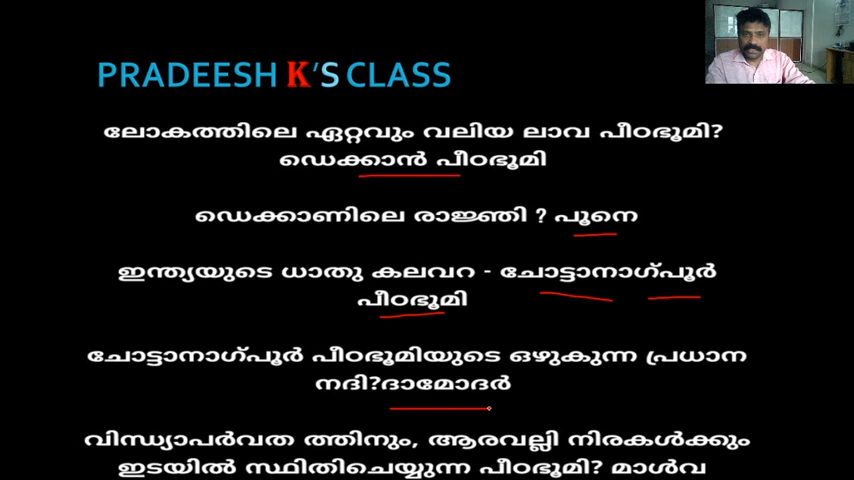 PRADEESH K'S CLASS
ലോകത്തിലെ ഏറ്റവും വലിയ ലാവ പീഠഭൂമി?
ഡെക്കാൻ പീഠഭൂമി
ഡെക്കാണിലെ രാജ്ഞി ? പൂനെ
ഇന്ത്യയുടെ ധാതു കലവറ - ചോട്ടാനാഗ്പൂർ
പീഠഭൂമി
ചോട്ടാനാഗ്പൂർ പീഠഭൂമിയുടെ ഒഴുകുന്ന പ്രധാന
നദി?ദാമോദർ
വിന്ധ്യാപർവത ത്തിനും, ആരവല്ലി നിരകൾക്കും
ഇടയിൽ സ്ഥിതിചെയ്യുന്ന പീഠഭൂമി? മാൾവ